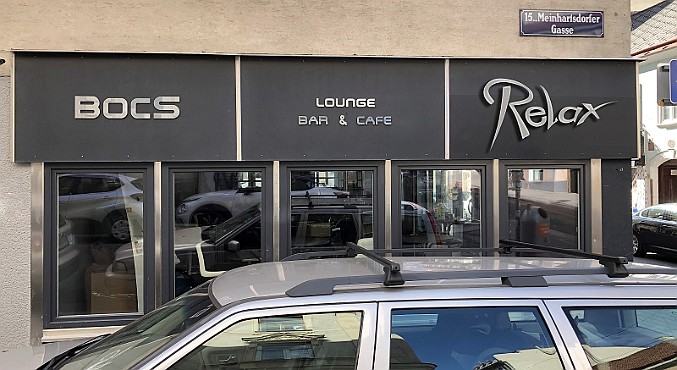 15., Meinhartsdorfer
Gasse
BOCS
LOUNGE
BAR & CAFE
Relax